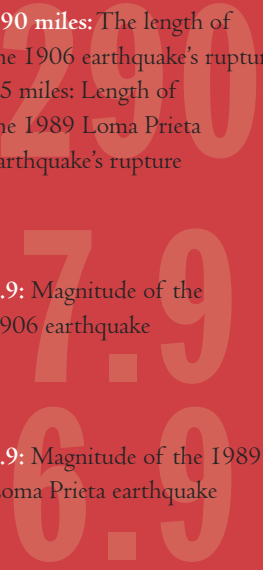 290
90 miles: The length of
he 1906 earthquake's ruptur
5 miles: Length of
he 1989 Loma Prieta
arthquake's rupture
7.9
.9: Magnitude of the
906 earthquake
6.9
.9: Magnitude of the 1989
oma Prieta earthquake